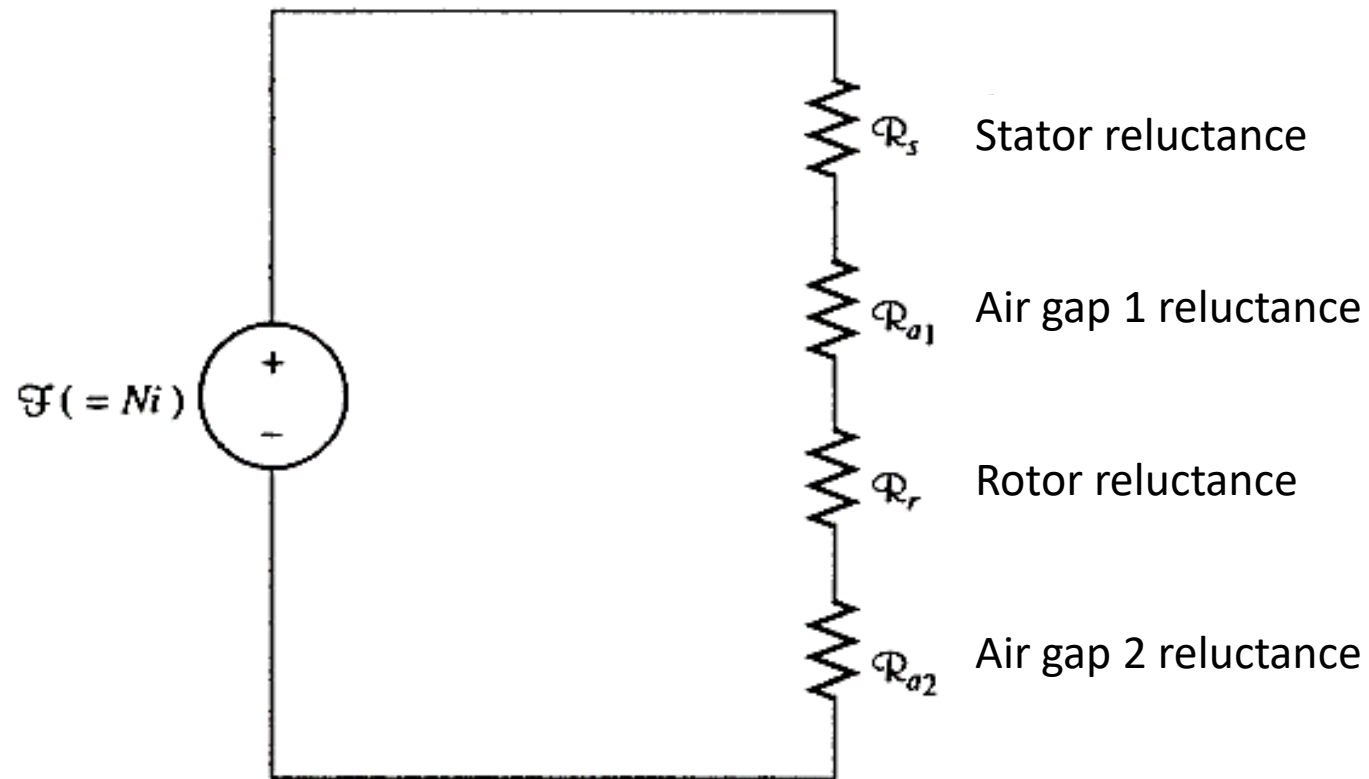 ℛs Stator reluctance
ℛa1 Air gap 1 reluctance
+
ℱ( = Ni )
−
ℛr Rotor reluctance
ℛa2 Air gap 2 reluctance